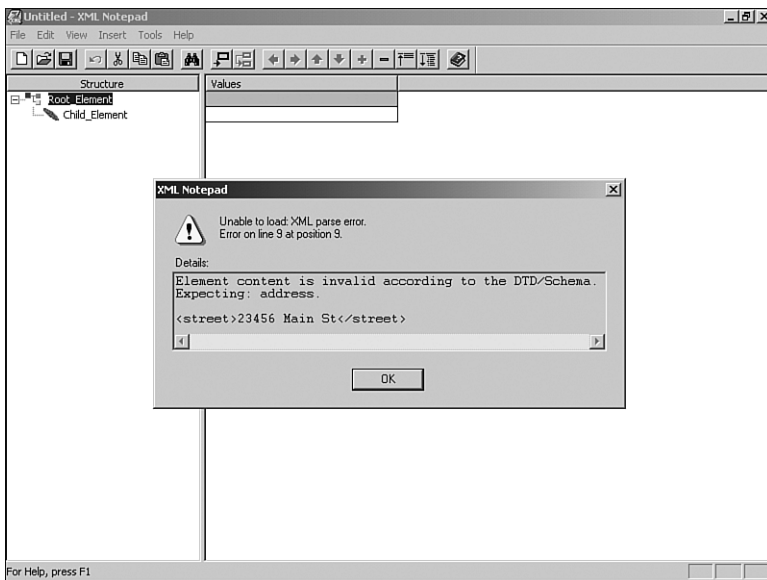 Untitled - XML Notepad
File Edit View Insert Tools Help
Structure
Values
Root_Element
Child_Element
XML Notepad
Unable to load: XML parse error.
Error on line 9 at position 9.
Details:
Element content is invalid according to the DTD/Schema.
Expecting: address.
<street>23456 Main St</street>
OK
For Help, press F1